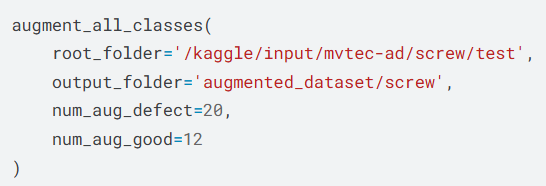 augment_all_classes(
    root_folder='/kaggle/input/mvtec-ad/screw/test',
    output_folder='augmented_dataset/screw',
    num_aug_defect=20,
    num_aug_good=12
)